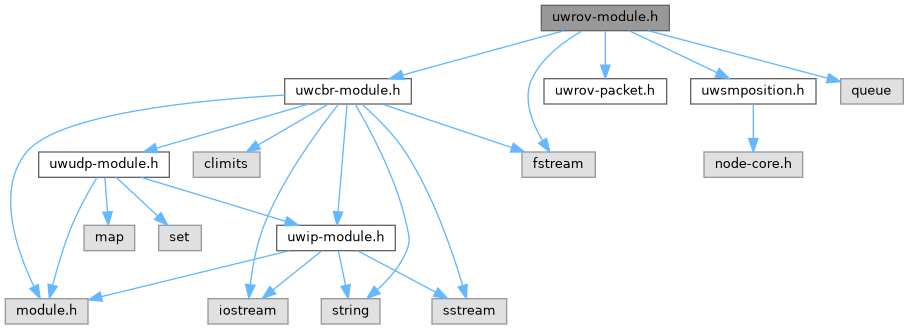 uwrov-module.h
uwcbr-module.h
uwrov-packet.h
uwsmposition.h
queue
uwudp-module.h
climits
fstream
node-core.h
map
set
uwip-module.h
module.h
iostream
string
sstream